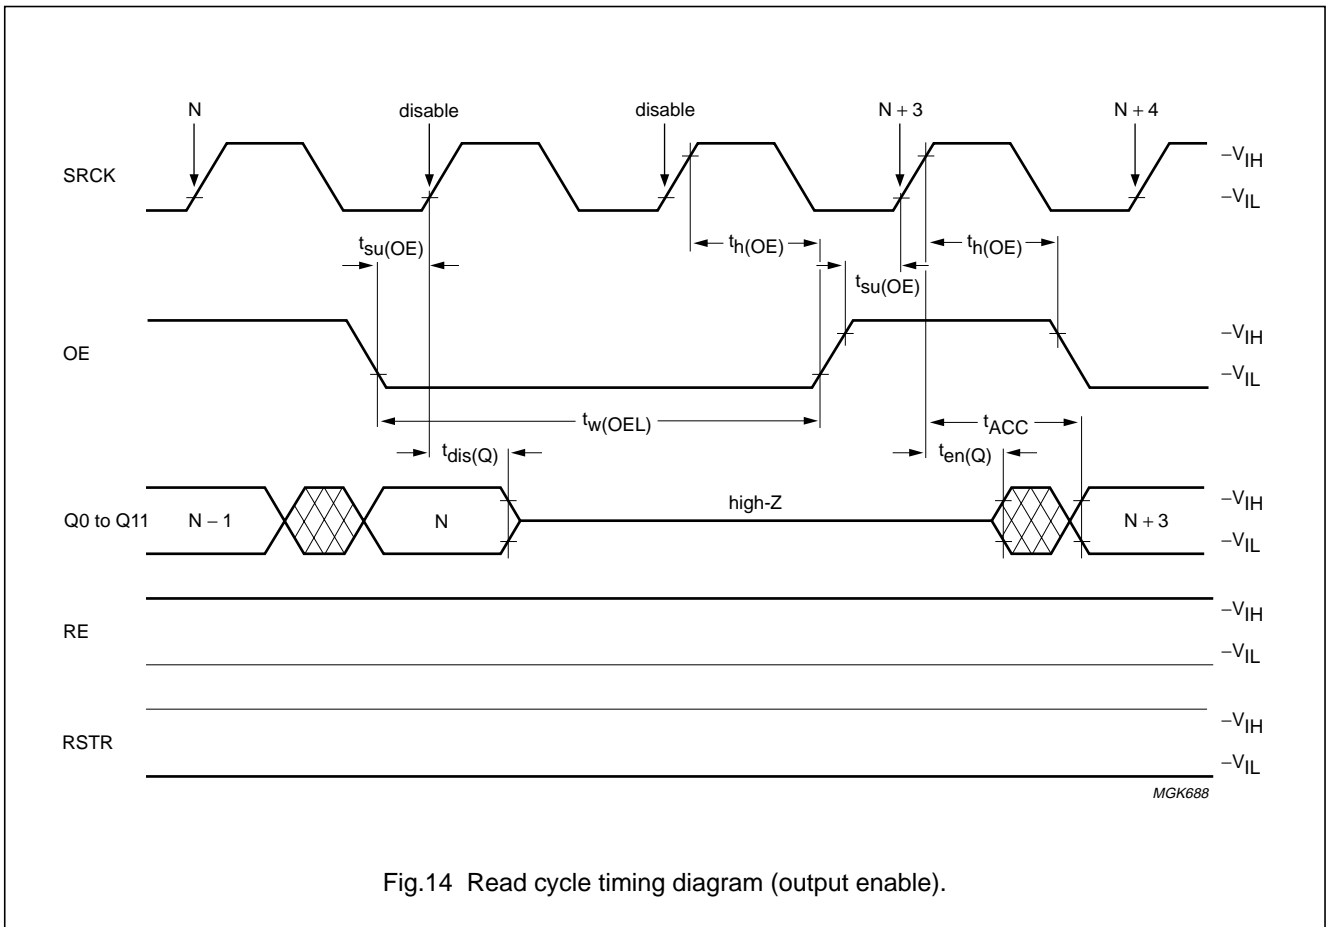 N disable disable N + 3 N + 4
SRCK
−VIH
−VIL
tsu(OE) th(OE) tsu(OE) th(OE)
OE
−VIH
−VIL
tw(OEL) tACC
tdis(Q) ten(Q)
Q0 to Q11 N − 1 N high-Z N + 3
−VIH
−VIL
RE
−VIH
−VIL
RSTR
−VIH
−VIL
MGK688
Fig.14 Read cycle timing diagram (output enable).